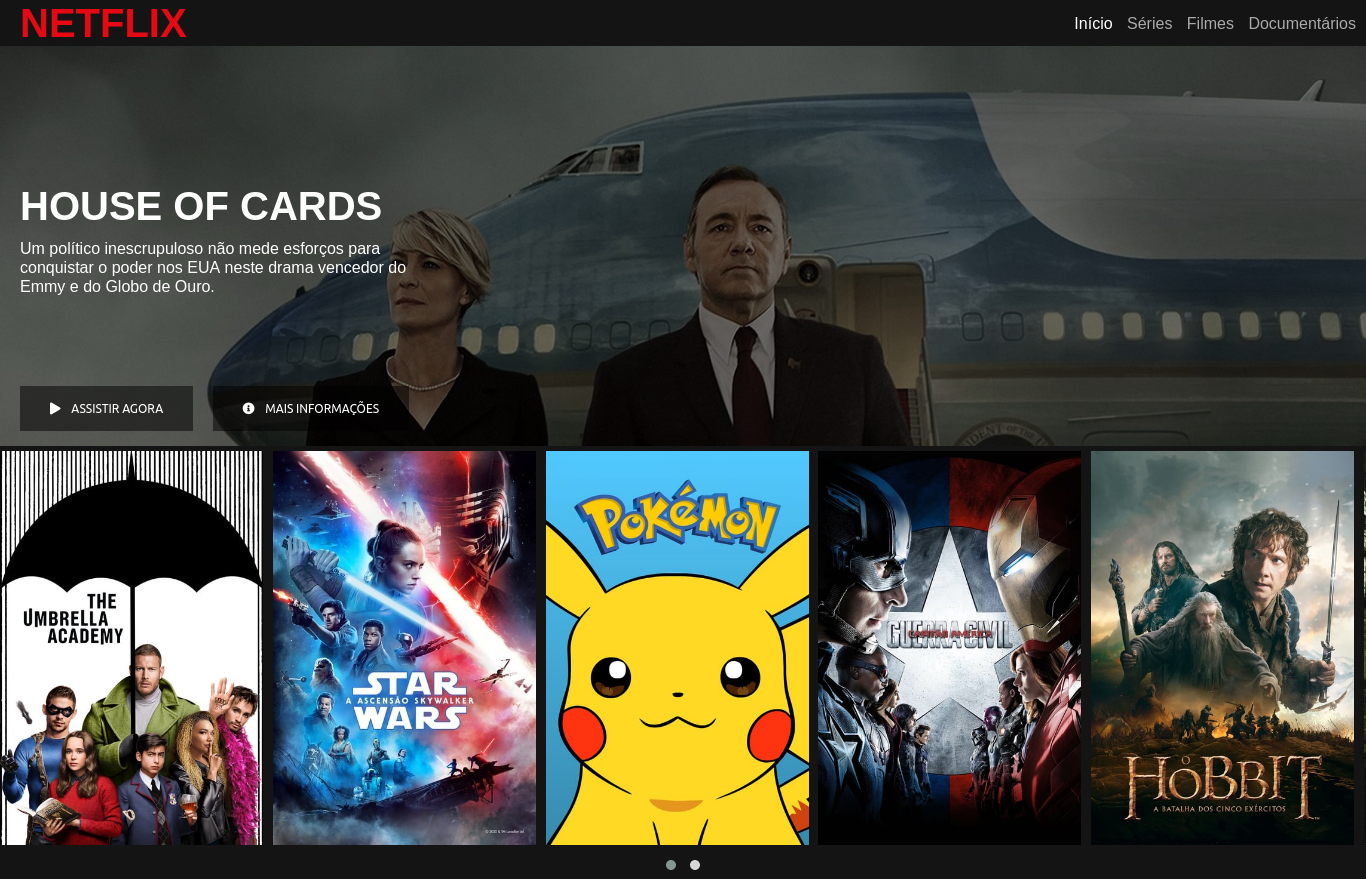 NETFLIX
Início Séries Filmes Documentários
HOUSE OF CARDS
Um político inescrupuloso não mede esforços para
conquistar o poder nos EUA neste drama vencedor do
Emmy e do Globo de Ouro.
ASSISTIR AGORA
MAIS INFORMAÇÕES
THE
UMBRELLA
ACADEMY
STAR
A ASCENSÃO SKYWALKER
WARS
POKéMON
CAPITÃO AMÉRICA
GUERRA CIVIL
O
HOBBIT
A BATALHA DOS CINCO EXÉRCITOS